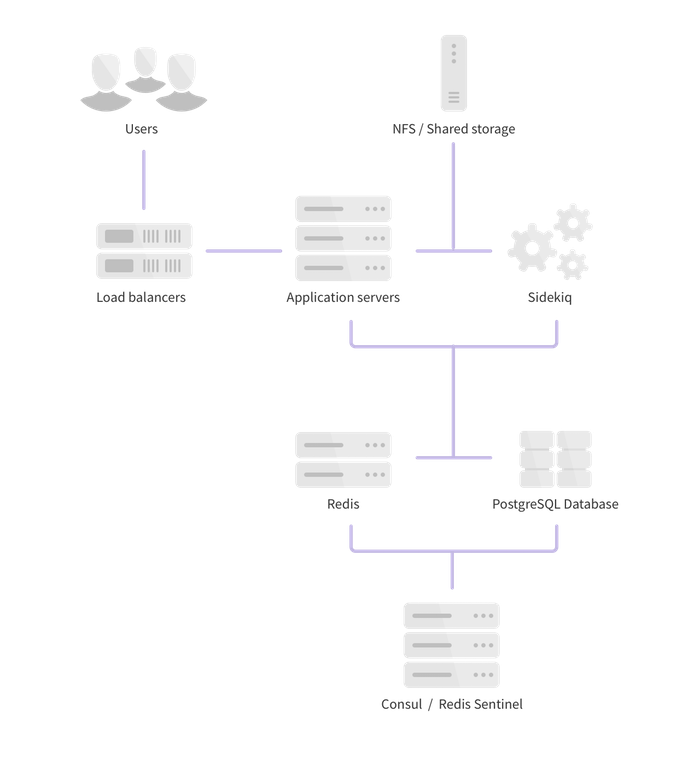 Users
NFS / Shared storage
Load balancers
Application servers
Sidekiq
Redis
PostgreSQL Database
Consul / Redis Sentinel